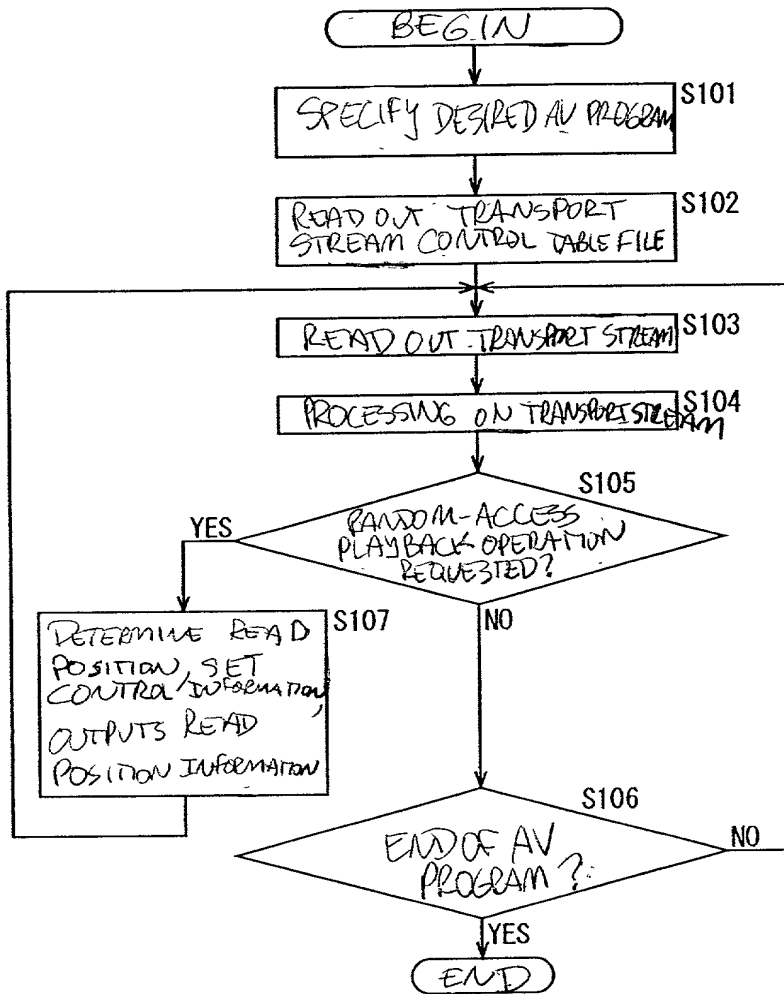 BEGIN
S101
SPECIFY DESIRED AV PROGRAM
S102
READ OUT TRANSPORT
STREAM CONTROL TABLE FILE
S103
READ OUT TRANSPORT STREAM
S104
PROCESSING ON TRANSPORT STREAM
S105
YES
RANDOM-ACCESS
PLAYBACK OPERATION
REQUESTED?
S107
NO
DETERMINE READ
POSITION, SET
CONTROL INFORMATION,
OUTPUTS READ
POSITION INFORMATION
S106
END OF AV
PROGRAM?
NO
YES
END